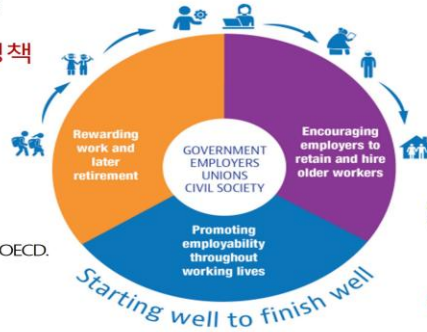 책
Rewarding
work and
later
retirement
GOVERNMENT
EMPLOYERS
UNIONS
CIVIL SOCIETY
Encouraging
employers to
retain and hire
older workers
Promoting
employability
throughout
working lives
OECD.
Starting well to finish well